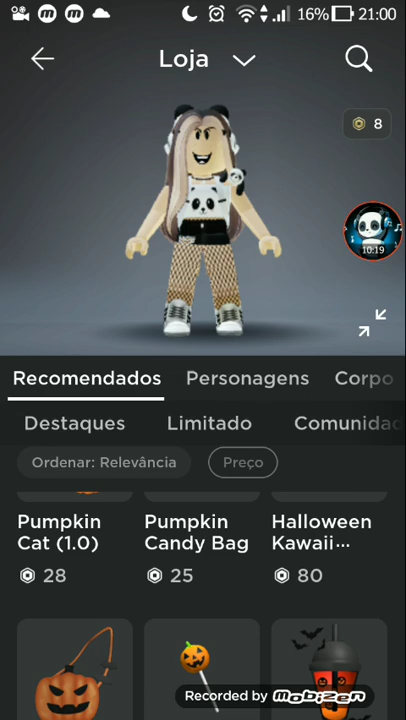 16% 21:00
Loja
8
10:19
Recomendados Personagens Corpo
Destaques Limitado Comunidad
Ordenar: Relevância Preço
Pumpkin Cat (1.0)
28
Pumpkin Candy Bag
25
Halloween Kawaii...
80
Recorded by mobizen